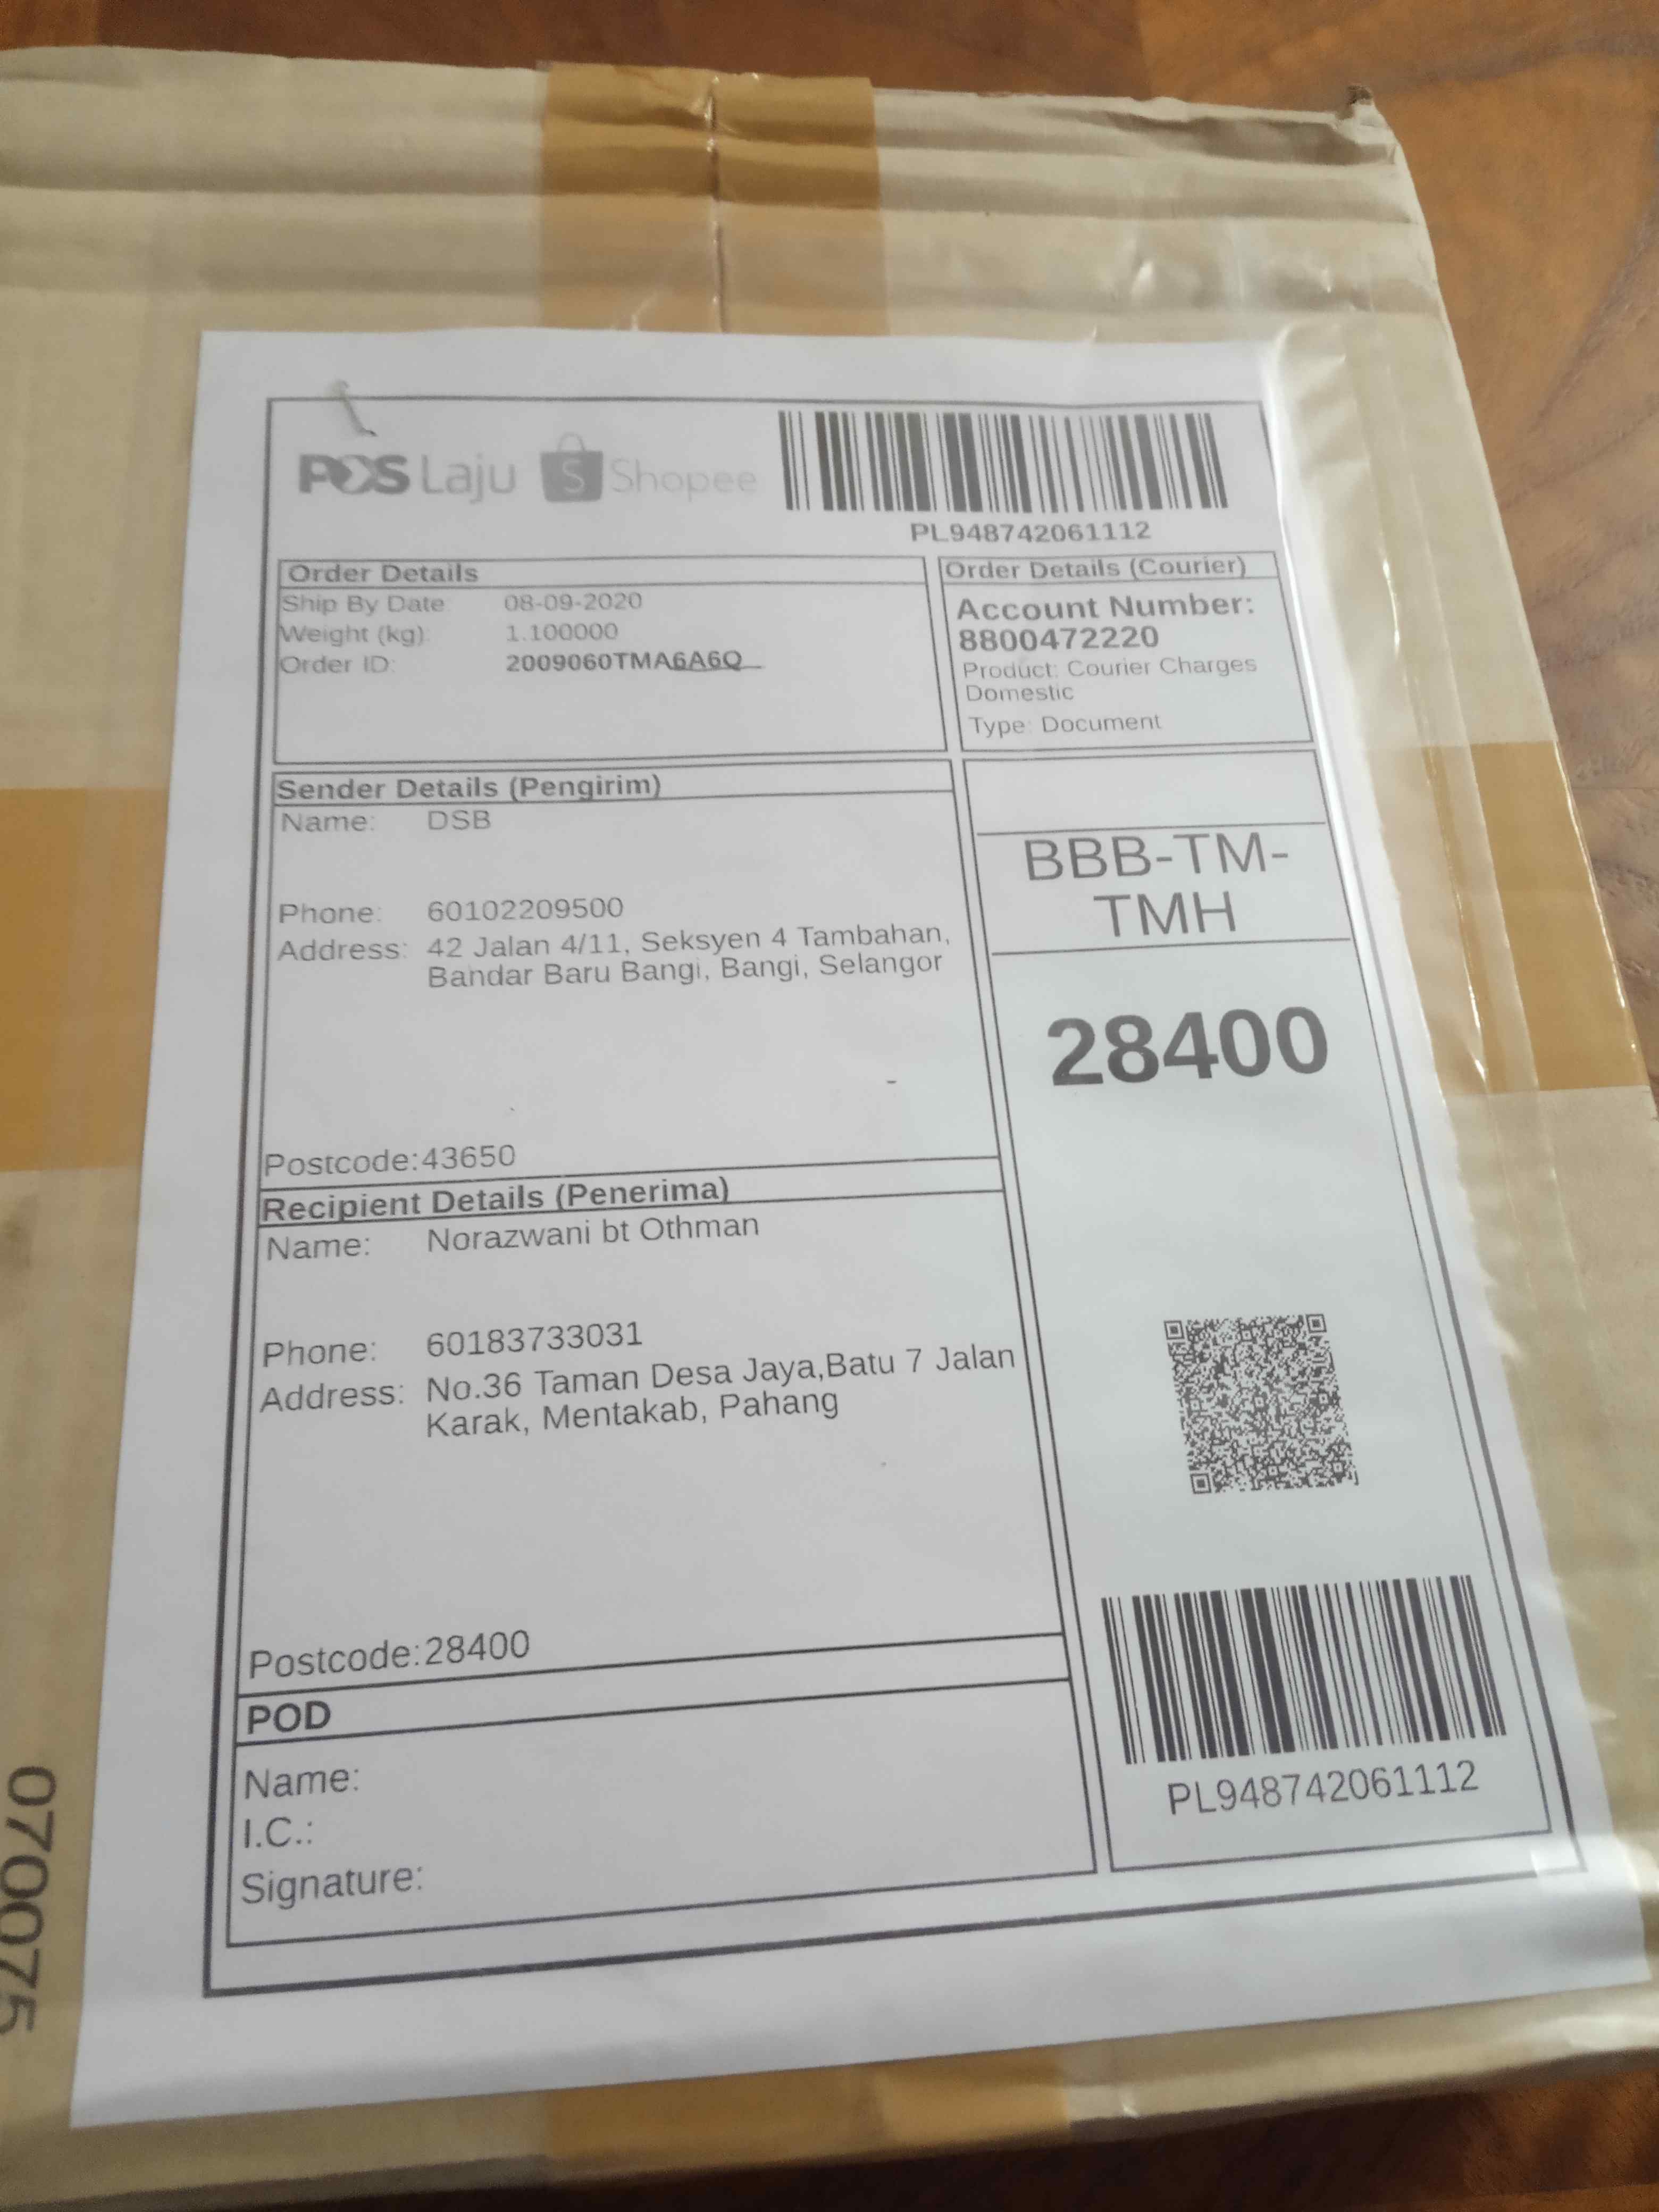 POS Laju S Shopee
PL948742061112
Order Details
Ship By Date: 08-09-2020
Weight (kg): 1.100000
Order ID: 2009060TMA6A6Q
Order Details (Courier)
Account Number:
8800472220
Product: Courier Charges
Domestic
Type: Document
Sender Details (Pengirim)
Name: DSB
Phone: 60102209500
Address: 42 Jalan 4/11, Seksyen 4 Tambahan,
Bandar Baru Bangi, Bangi, Selangor
Postcode:43650
BBB-TM-
TMH
28400
Recipient Details (Penerima)
Name: Norazwani bt Othman
Phone: 60183733031
Address: No.36 Taman Desa Jaya,Batu 7 Jalan
Karak, Mentakab, Pahang
Postcode:28400
POD
Name:
I.C.:
Signature:
PL948742061112
070075